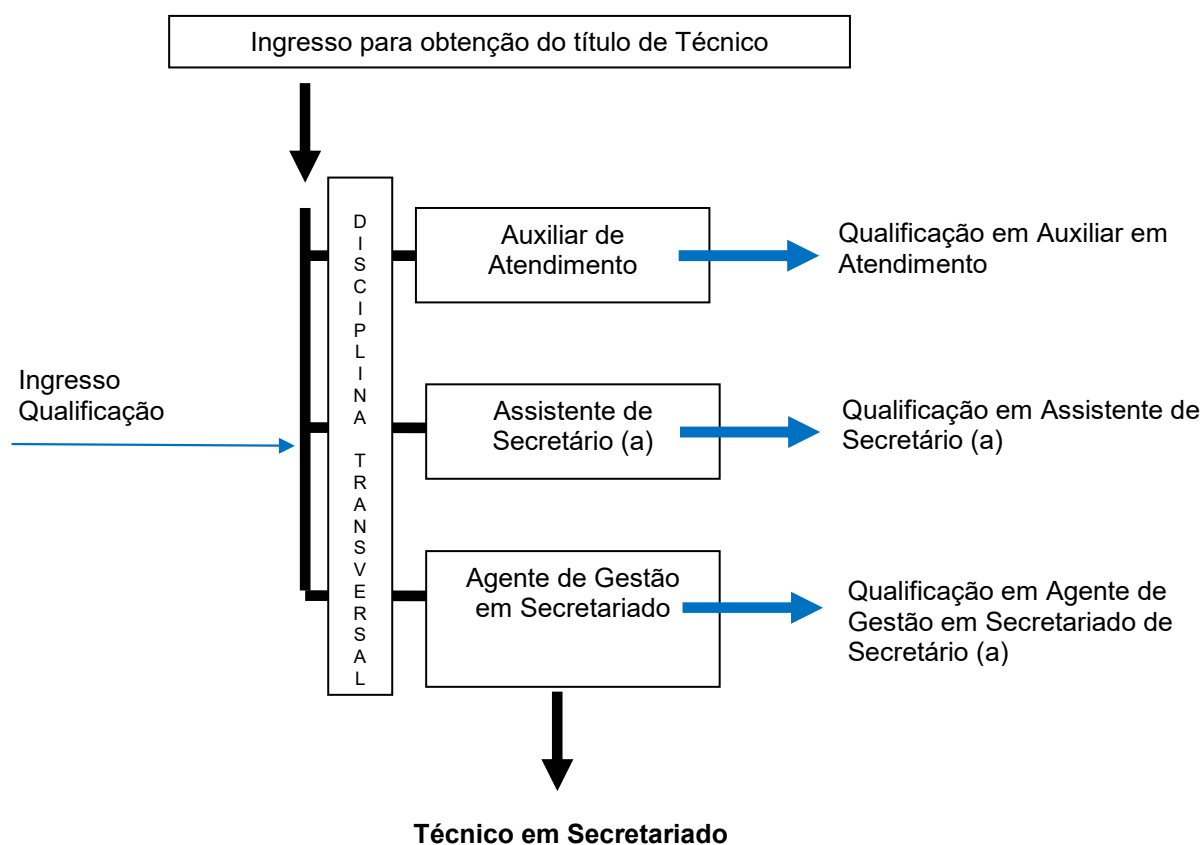 Ingresso para obtenção do título de Técnico
DISCIPLINA TRANSVERSAL
Auxiliar de
Atendimento
Qualificação em Auxiliar em
Atendimento
Ingresso
Qualificação
Assistente de
Secretário (a)
Qualificação em Assistente de
Secretário (a)
Agente de Gestão
em Secretariado
Qualificação em Agente de
Gestão em Secretariado de
Secretário (a)
Técnico em Secretariado